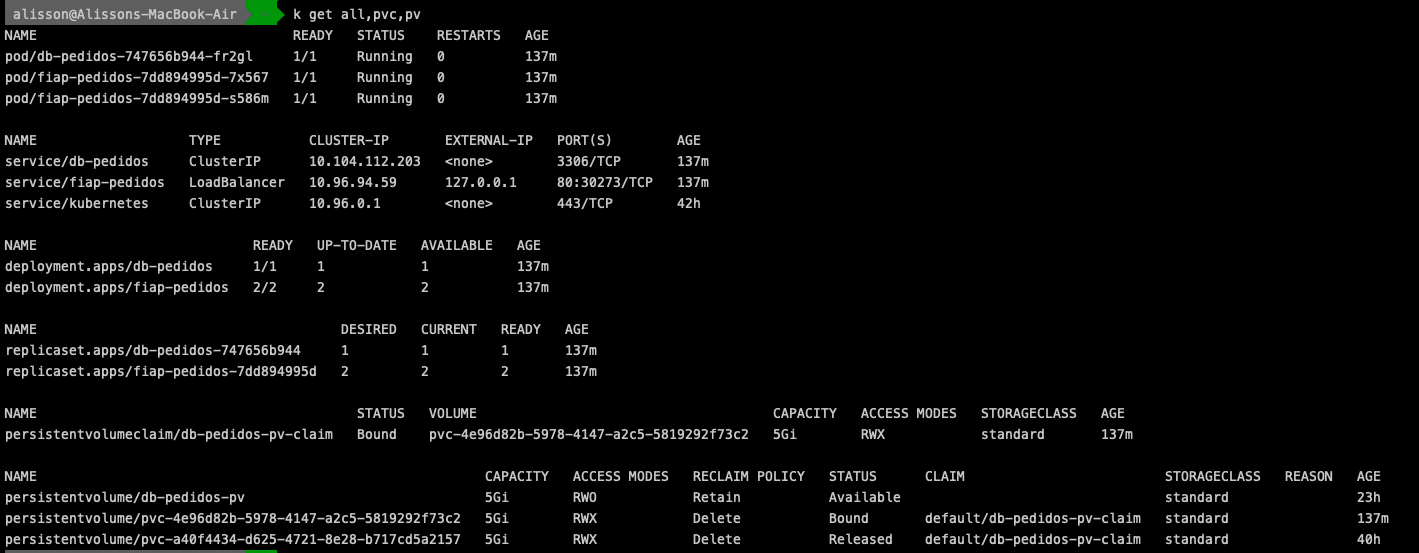 alisson@Alissons-MacBook-Air k get all,pvc,pv
NAME READY STATUS RESTARTS AGE
pod/db-pedidos-747656b944-fr2gl 1/1 Running 0 137m
pod/fiap-pedidos-7dd894995d-7x567 1/1 Running 0 137m
pod/fiap-pedidos-7dd894995d-s586m 1/1 Running 0 137m
NAME TYPE CLUSTER-IP EXTERNAL-IP PORT(S) AGE
service/db-pedidos ClusterIP 10.104.112.203 <none> 3306/TCP 137m
service/fiap-pedidos LoadBalancer 10.96.94.59 127.0.0.1 80:30273/TCP 137m
service/kubernetes ClusterIP 10.96.0.1 <none> 443/TCP 42h
NAME READY UP-TO-DATE AVAILABLE AGE
deployment.apps/db-pedidos 1/1 1 1 137m
deployment.apps/fiap-pedidos 2/2 2 2 137m
NAME DESIRED CURRENT READY AGE
replicaset.apps/db-pedidos-747656b944 1 1 1 137m
replicaset.apps/fiap-pedidos-7dd894995d 2 2 2 137m
NAME STATUS VOLUME CAPACITY ACCESS MODES STORAGECLASS AGE
persistentvolumeclaim/db-pedidos-pv-claim Bound pvc-4e96d82b-5978-4147-a2c5-5819292f73c2 5Gi RWX standard 137m
NAME CAPACITY ACCESS MODES RECLAIM POLICY STATUS CLAIM STORAGECLASS REASON AGE
persistentvolume/db-pedidos-pv 5Gi RWO Retain Available standard 23h
persistentvolume/pvc-4e96d82b-5978-4147-a2c5-5819292f73c2 5Gi RWX Delete Bound default/db-pedidos-pv-claim standard 137m
persistentvolume/pvc-a40f4434-d625-4721-8e28-b717cd5a2157 5Gi RWX Delete Released default/db-pedidos-pv-claim standard 40h